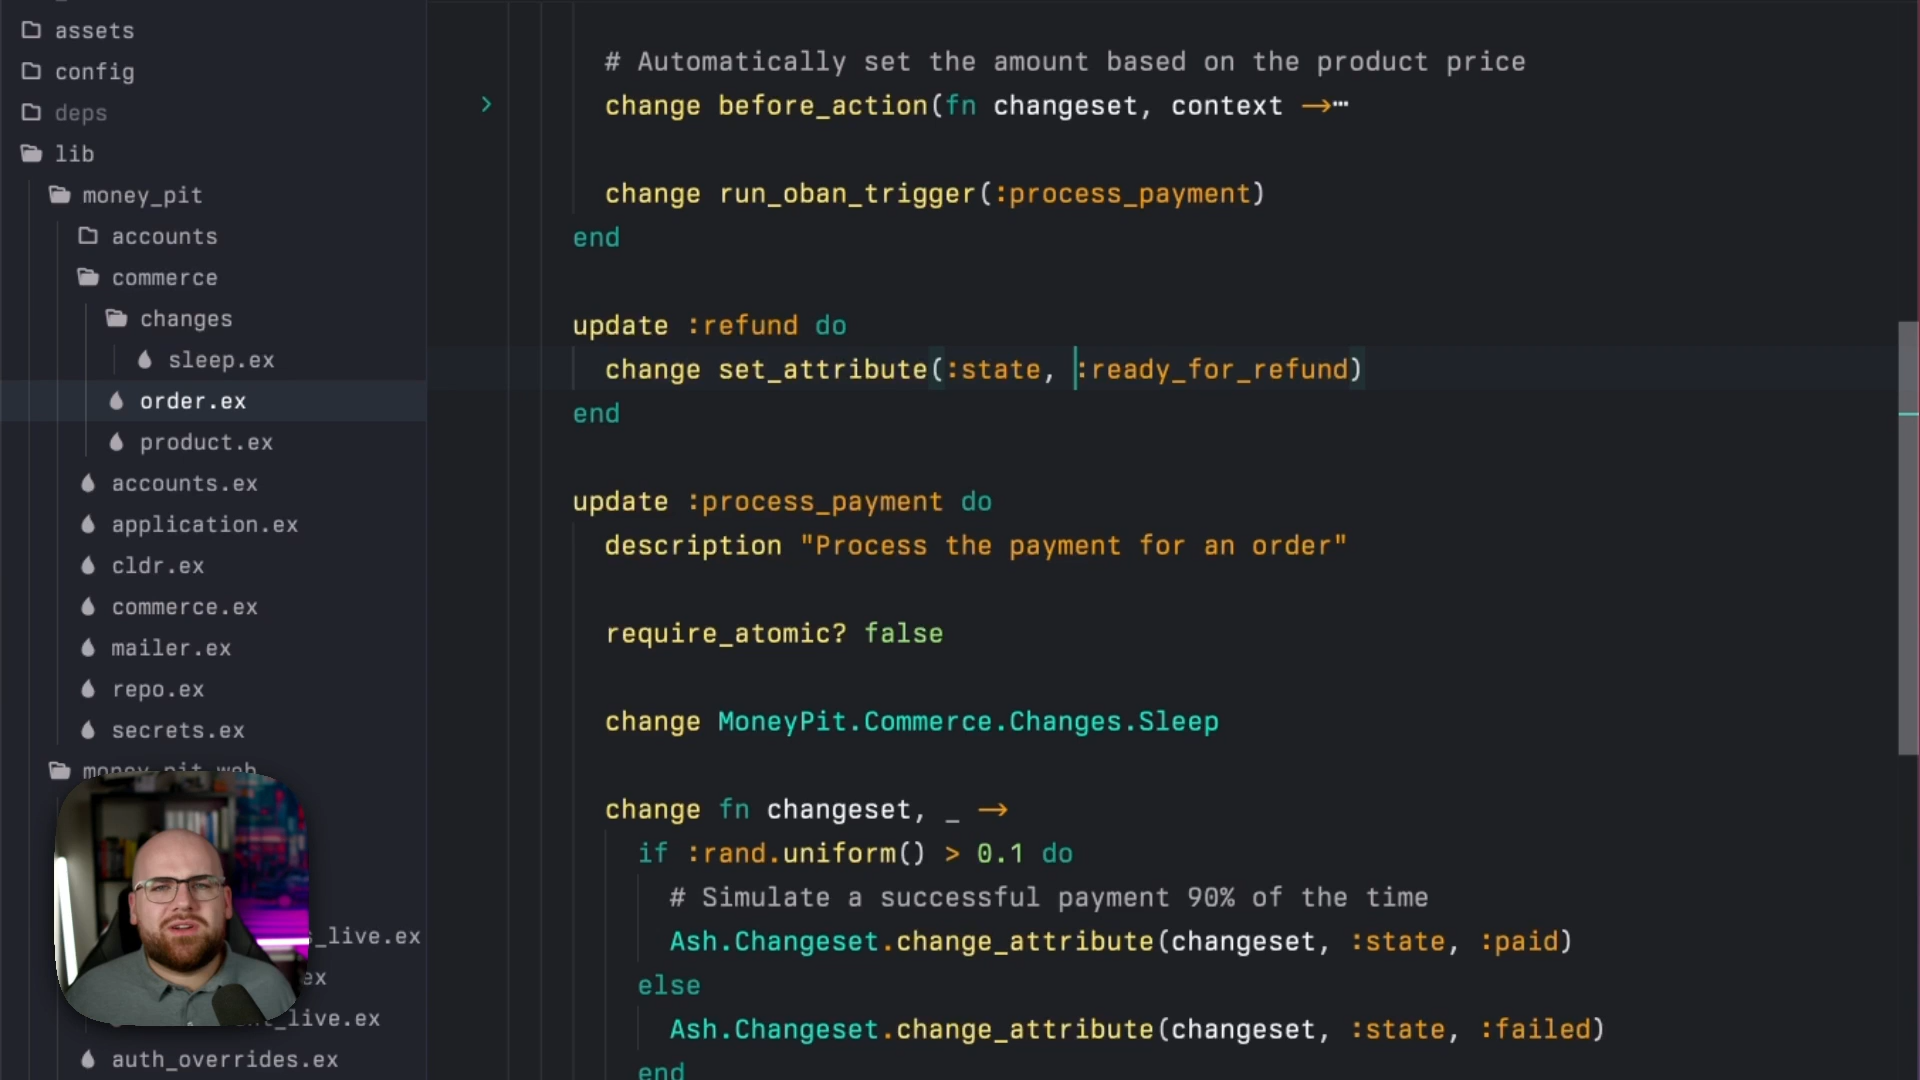 assets
config
deps
lib
money_pit
accounts
commerce
changes
sleep.ex
order.ex
product.ex
accounts.ex
application.ex
cldr.ex
commerce.ex
mailer.ex
repo.ex
secrets.ex
money_pit_web
_live.ex
ex
_live.ex
auth_overrides.ex
# Automatically set the amount based on the product price
change before_action(fn changeset, context →⋯
change run_oban_trigger(:process_payment)
end
update :refund do
change set_attribute(:state, :ready_for_refund)
end
update :process_payment do
description "Process the payment for an order"
require_atomic? false
change MoneyPit.Commerce.Changes.Sleep
change fn changeset, _ →
if :rand.uniform() > 0.1 do
# Simulate a successful payment 90% of the time
Ash.Changeset.change_attribute(changeset, :state, :paid)
else
Ash.Changeset.change_attribute(changeset, :state, :failed)
end